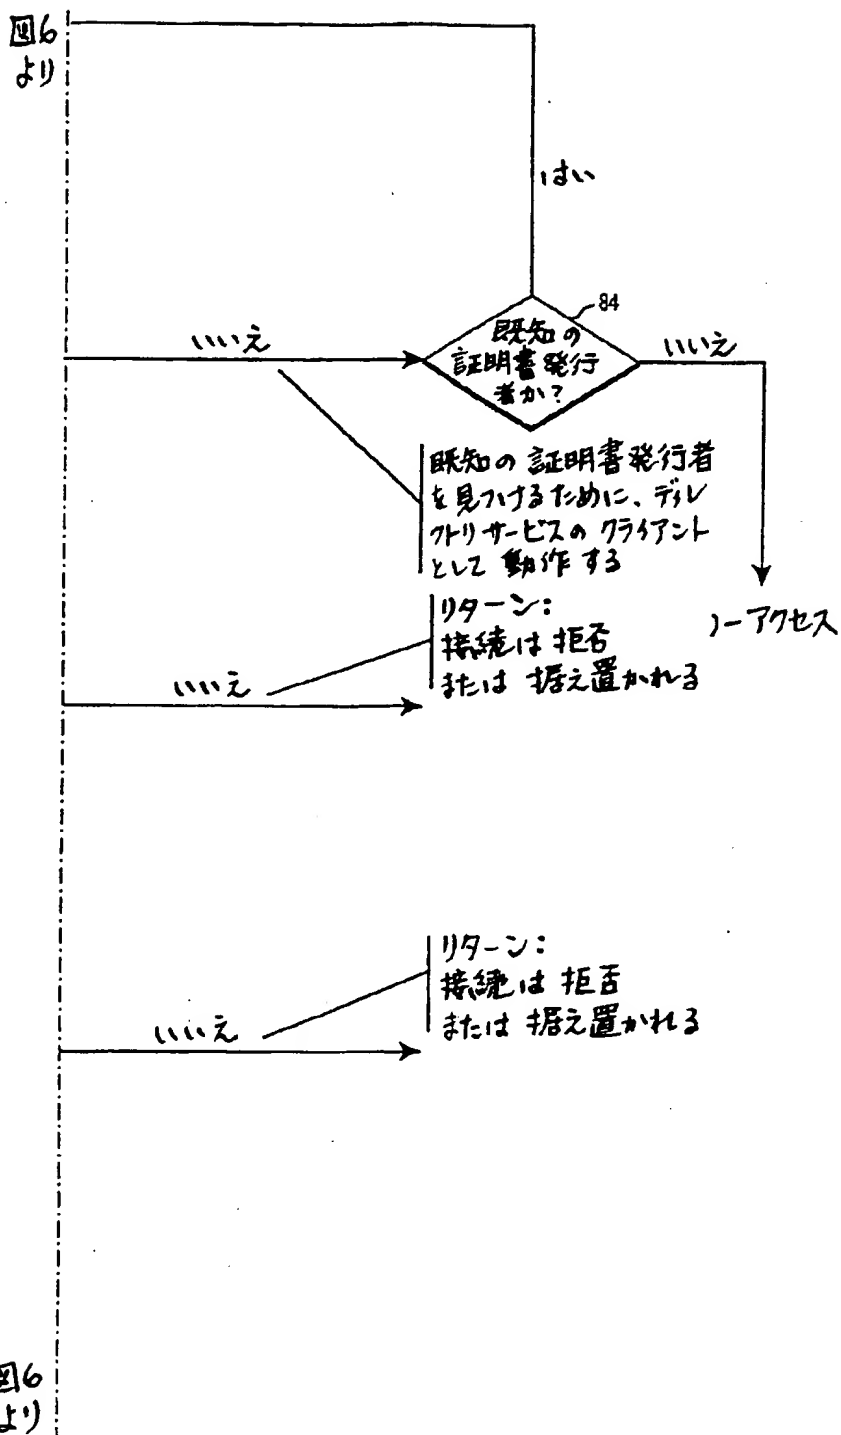 図6
より
はい
84
既知の
証明書発行
者か?
いいえ
いいえ
既知の証明書発行者
を見つけるために、ディレ
クトリサービスのクライアント
として動作する
ノーアクセス
リターン:
接続は拒否
または据え置かれる
いいえ
リターン:
接続は拒否
または据え置かれる
いいえ
図6
より